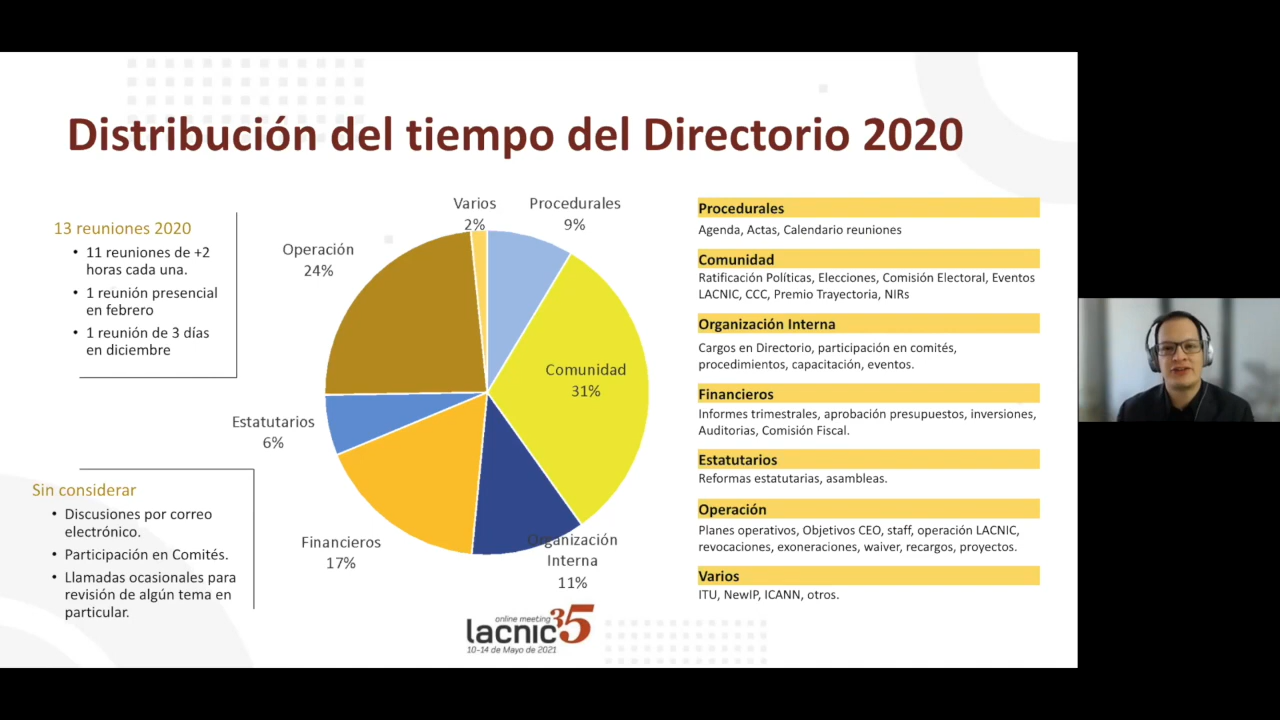 Distribución del tiempo del Directorio 2020
13 reuniones 2020
• 11 reuniones de +2
horas cada una.
• 1 reunión presencial
en febrero
• 1 reunión de 3 días
en diciembre
Sin considerar
• Discusiones por correo
electrónico.
• Participación en Comités.
• Llamadas ocasionales para
revisión de algún tema en
particular.
Varios
2%
Procedurales
9%
Operación
24%
Comunidad
31%
Estatutarios
6%
Financieros
17%
Organización
Interna
11%
Procedurales
Agenda, Actas, Calendario reuniones
Comunidad
Ratificación Políticas, Elecciones, Comisión Electoral, Eventos
LACNIC, CCC, Premio Trayectoria, NIRs
Organización Interna
Cargos en Directorio, participación en comités,
procedimientos, capacitación, eventos.
Financieros
Informes trimestrales, aprobación presupuestos, inversiones,
Auditorias, Comisión Fiscal.
Estatutarios
Reformas estatutarias, asambleas.
Operación
Planes operativos, Objetivos CEO, staff, operación LACNIC,
revocaciones, exoneraciones, waiver, recargos, proyectos.
Varios
ITU, NewIP, ICANN, otros.
online meeting
lacnic35
10-14 de Mayo de 2021